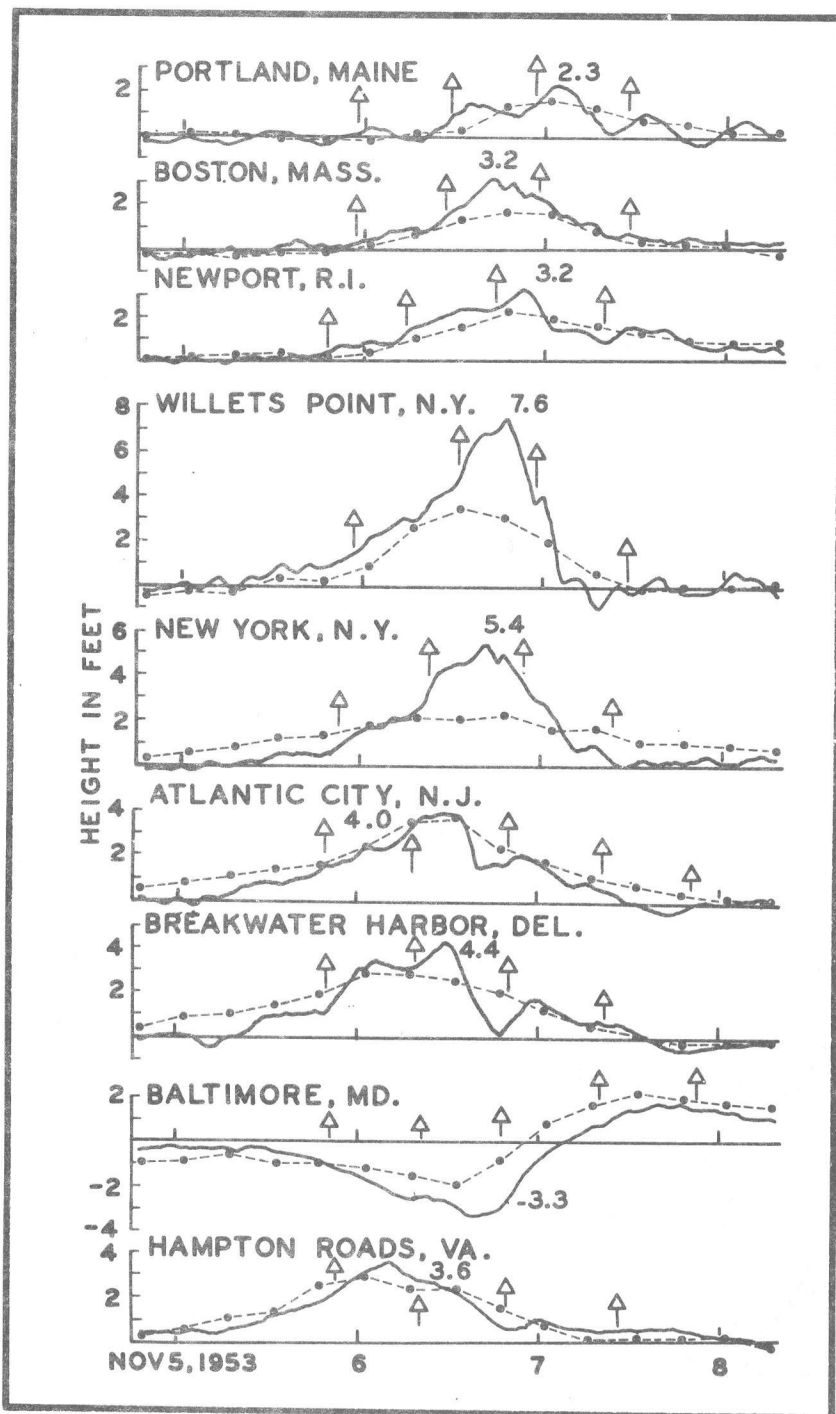 PORTLAND, MAINE
2.3
2
BOSTON, MASS.
3.2
2
NEWPORT, R.I.
3.2
2
WILLETS POINT, N.Y.
7.6
8
6
4
2
NEW YORK, N.Y.
5.4
6
4
2
HEIGHT IN FEET
ATLANTIC CITY, N.J.
4.0
4
2
BREAKWATER HARBOR, DEL.
4.4
4
2
BALTIMORE, MD.
2
-2
-3.3
-4
HAMPTON ROADS, VA.
3.6
4
2
NOV 5, 1953 6 7 8